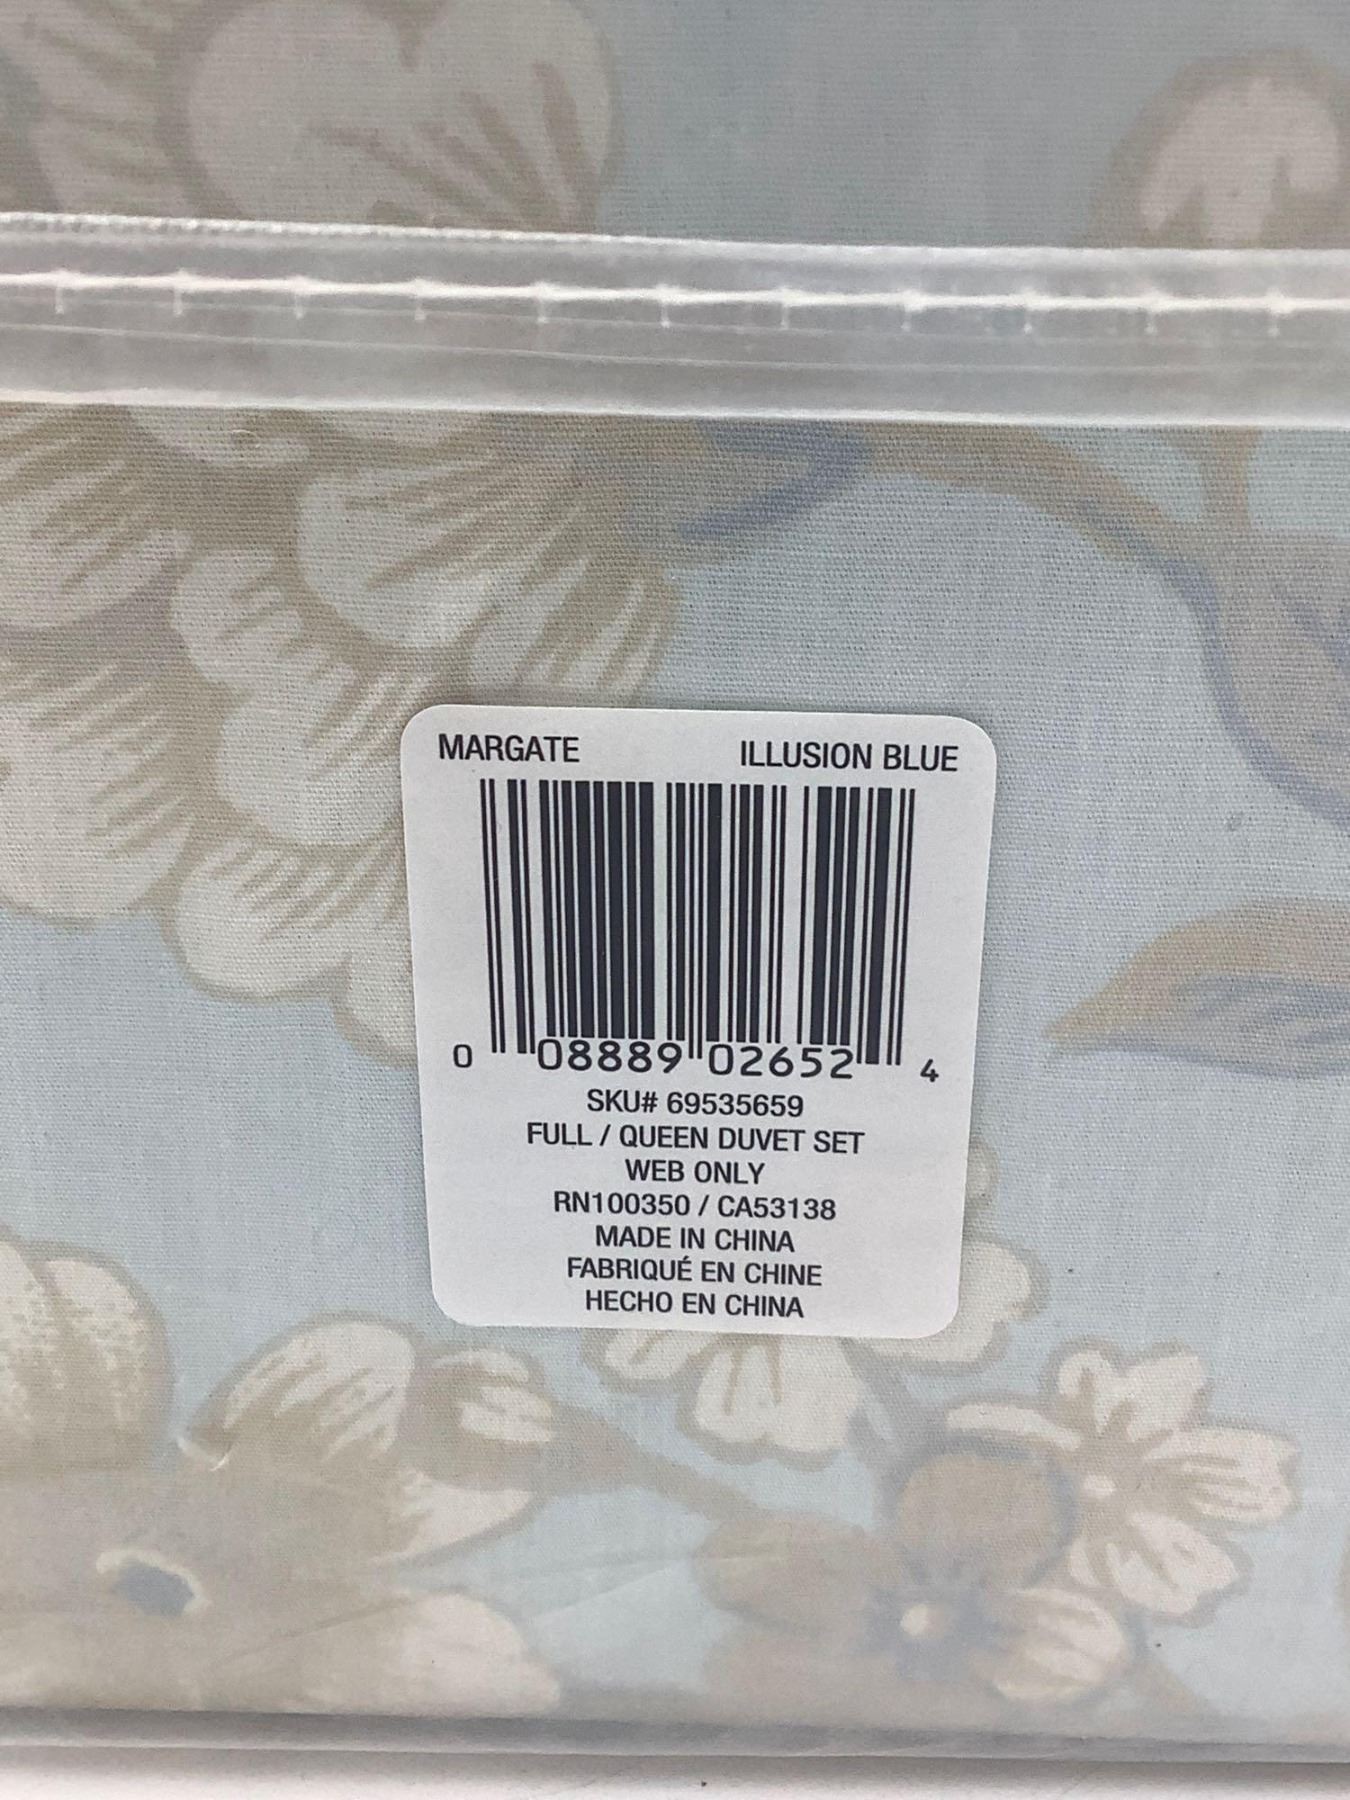 MARGATE ILLUSION BLUE
0 08889 02652 4
SKU# 69535659
FULL / QUEEN DUVET SET
WEB ONLY
RN100350 / CA53138
MADE IN CHINA
FABRIQUÉ EN CHINE
HECHO EN CHINA